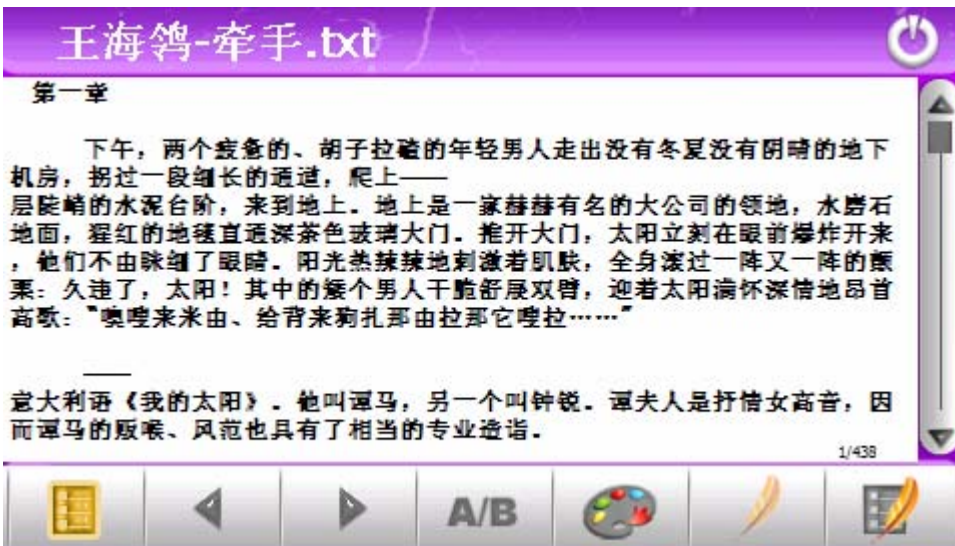 王海鸰-牵手.txt
第一章
下午，两个疲惫的、胡子拉碴的年轻男人走出没有冬夏没有阴晴的地下
机房，拐过一段细长的通道，爬上——
层陡峭的水泥台阶，来到地上．地上是一家赫赫有名的大公司的领地，水磨石
地面，猩红的地毯直通深茶色玻璃大门．推开大门，太阳立刻在眼前爆炸开来
，他们不由眯细了眼睛．阳光热辣辣地刺激着肌肤，全身滚过一阵又一阵的颤
栗：久违了，太阳！其中的矮个男人干脆舒展双臂，迎着太阳满怀深情地昂首
高歌：〝噢嘿来米由、给背来狗扎那由拉那它嘿拉……〞
——
意大利语《我的太阳》．他叫谭马，另一个叫钟锐．谭夫人是抒情女高音，因
而谭马的贩喉、风范也具有了相当的专业造诣．
1/438
A/B